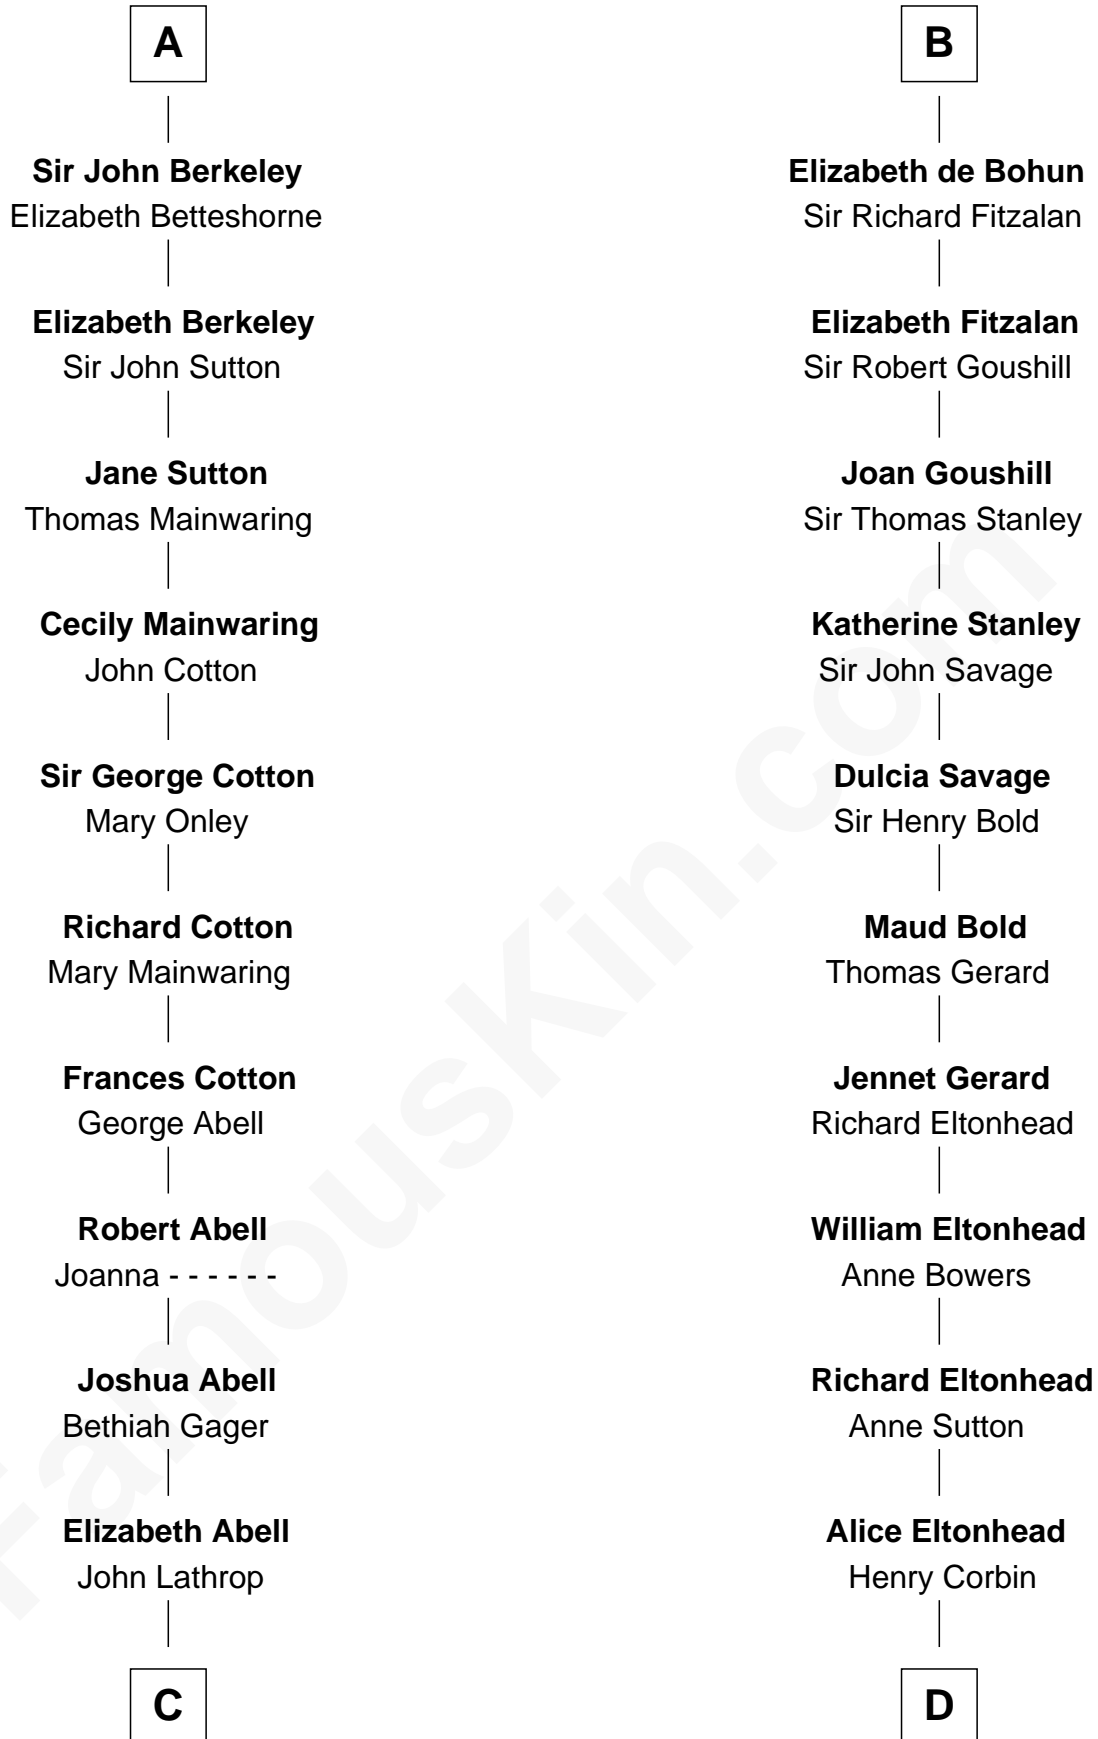 A
Sir John Berkeley
Elizabeth Betteshorne
Elizabeth Berkeley
Sir John Sutton
Jane Sutton
Thomas Mainwaring
Cecily Mainwaring
John Cotton
Sir George Cotton
Mary Onley
Richard Cotton
Mary Mainwaring
Frances Cotton
George Abell
Robert Abell
Joanna - - - - - -
Joshua Abell
Bethiah Gager
Elizabeth Abell
John Lathrop
C
B
Elizabeth de Bohun
Sir Richard Fitzalan
Elizabeth Fitzalan
Sir Robert Goushill
Joan Goushill
Sir Thomas Stanley
Katherine Stanley
Sir John Savage
Dulcia Savage
Sir Henry Bold
Maud Bold
Thomas Gerard
Jennet Gerard
Richard Eltonhead
William Eltonhead
Anne Bowers
Richard Eltonhead
Anne Sutton
Alice Eltonhead
Henry Corbin
D
FamousKin.com